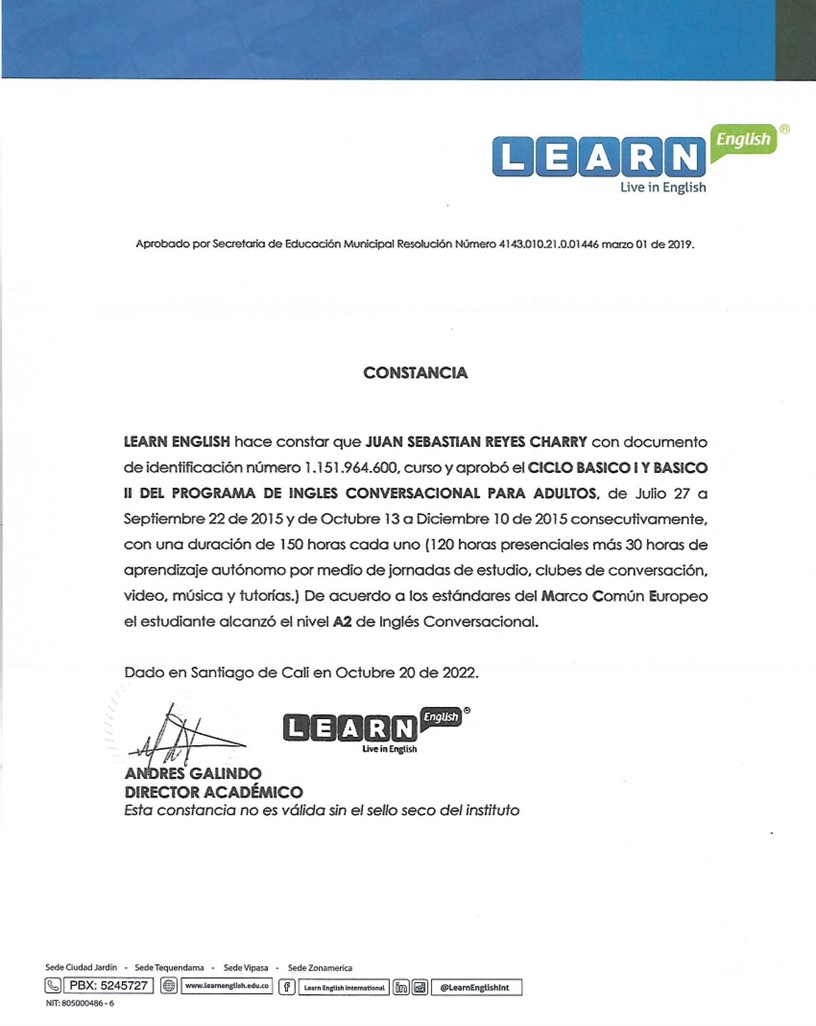 LEARN English®
Live in English
Aprobado por Secretaria de Educación Municipal Resolución Número 4143.010.21.0.01446 marzo 01 de 2019.
CONSTANCIA
LEARN ENGLISH hace constar que JUAN SEBASTIAN REYES CHARRY con documento
de identificación número 1.151.964.600, curso y aprobó el CICLO BASICO I Y BASICO
II DEL PROGRAMA DE INGLES CONVERSACIONAL PARA ADULTOS, de Julio 27 a
Septiembre 22 de 2015 y de Octubre 13 a Diciembre 10 de 2015 consecutivamente,
con una duración de 150 horas cada uno (120 horas presenciales más 30 horas de
aprendizaje autónomo por medio de jornadas de estudio, clubes de conversación,
video, música y tutorías.) De acuerdo a los estándares del Marco Común Europeo
el estudiante alcanzó el nivel A2 de Inglés Conversacional.
Dado en Santiago de Cali en Octubre 20 de 2022.
LEARN English®
Live in English
ANDRES GALINDO
DIRECTOR ACADÉMICO
Esta constancia no es válida sin el sello seco del instituto
Sede Ciudad Jardín - Sede Tequendama - Sede Vipasa - Sede Zonamerica
PBX: 5245727 www.learnenglish.edu.co Learn English International @LearnEnglishInt
NIT: 805000486 - 6